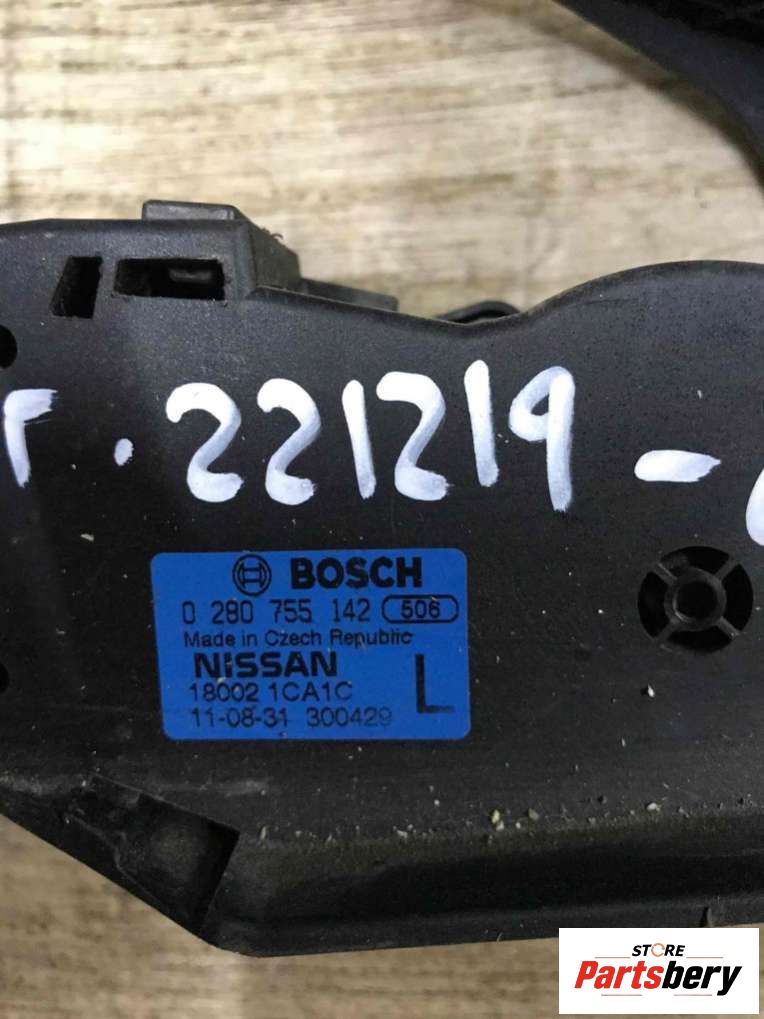 . 221219 -
BOSCH
0 280 755 142 506
Made in Czech Republic
NISSAN
18002 1CA1C L
11-08-31 300429
STORE
Partsbery